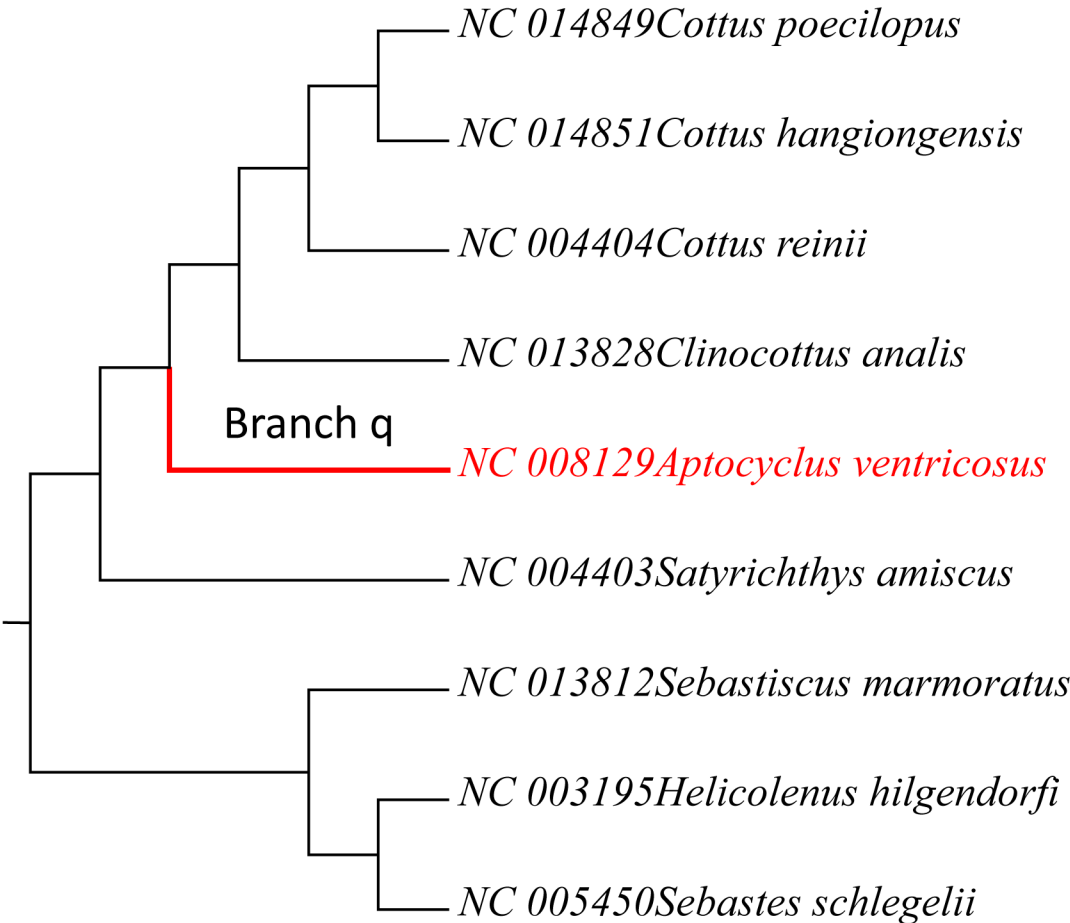 NC 014849Cottus poecilopus
NC 014851Cottus hangiongensis
NC 004404Cottus reinii
NC 013828Clinocottus analis
Branch q
NC 008129Aptocyclus ventricosus
NC 004403Satyrichthys amiscus
NC 013812Sebastiscus marmoratus
NC 003195Helicolenus hilgendorfi
NC 005450Sebastes schlegelii